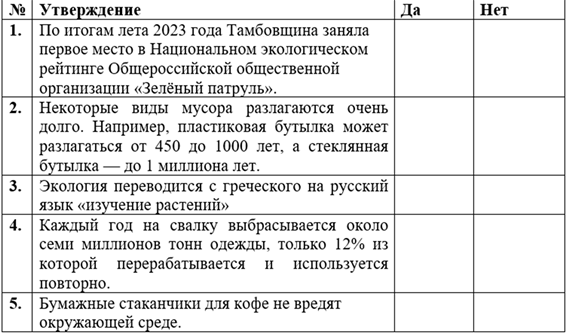 № Утверждение Да Нет
1. По итогам лета 2023 года Тамбовщина заняла
первое место в Национальном экологическом
рейтинге Общероссийской общественной
организации «Зелёный патруль».
2. Некоторые виды мусора разлагаются очень
долго. Например, пластиковая бутылка может
разлагаться от 450 до 1000 лет, а стеклянная
бутылка — до 1 миллиона лет.
3. Экология переводится с греческого на русский
язык «изучение растений»
4. Каждый год на свалку выбрасывается около
семи миллионов тонн одежды, только 12% из
которой перерабатывается и используется
повторно.
5. Бумажные стаканчики для кофе не вредят
окружающей среде.